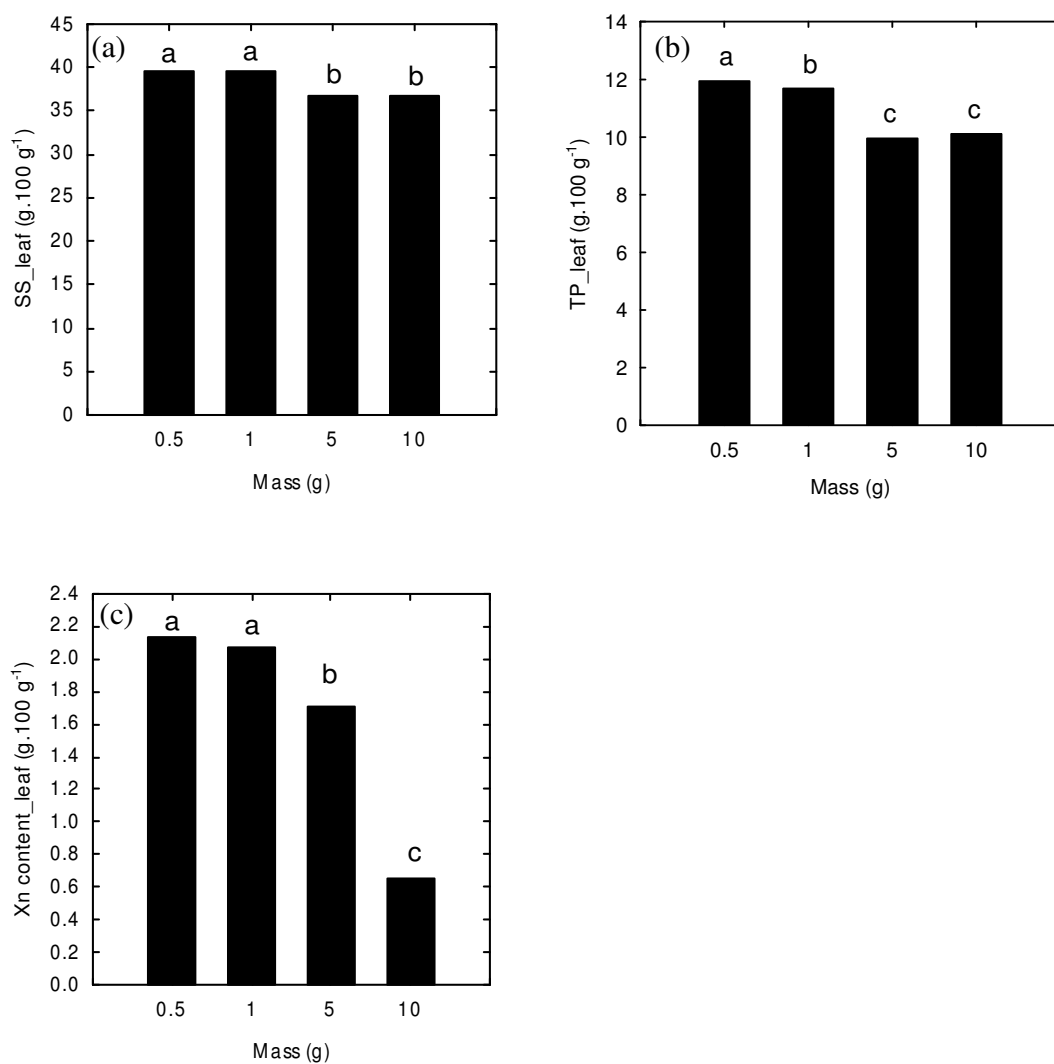 (a)
SS_leaf (g.100 g-1)
45
40
35
30
25
20
15
10
5
0
a a b b
0.5 1 5 10
Mass (g)
(b)
TP_leaf (g.100 g-1)
14
12
10
8
6
4
2
0
a b c c
0.5 1 5 10
Mass (g)
(c)
Xn content_leaf (g.100 g-1)
2.4
2.2
2.0
1.8
1.6
1.4
1.2
1.0
0.8
0.6
0.4
0.2
0.0
a a b c
0.5 1 5 10
Mass (g)